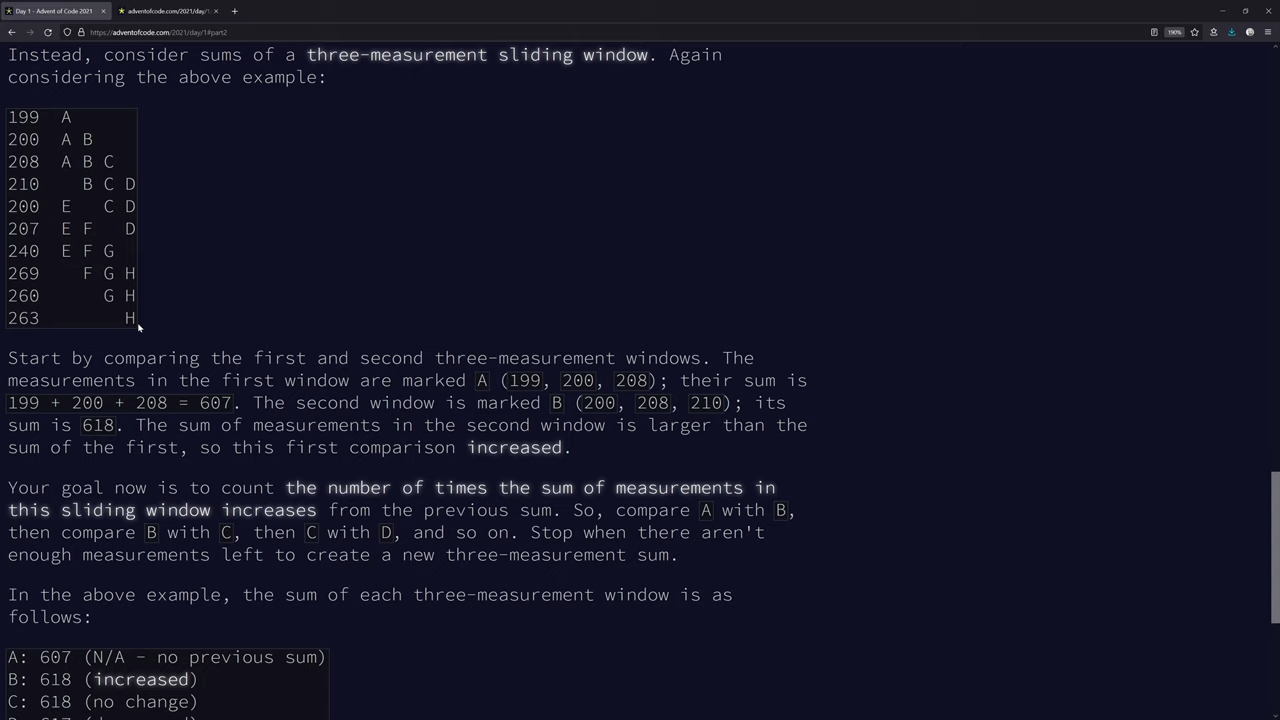 Day 1 - Advent of Code 2021
adventofcode.com/2021/day/1
https://adventofcode.com/2021/day/1#part2
190%
Instead, consider sums of a three-measurement sliding window. Again
considering the above example:
199 A
200 A B
208 A B C
210 B C D
200 E C D
207 E F D
240 E F G
269 F G H
260 G H
263 H
Start by comparing the first and second three-measurement windows. The
measurements in the first window are marked A (199, 200, 208); their sum is
199 + 200 + 208 = 607. The second window is marked B (200, 208, 210); its
sum is 618. The sum of measurements in the second window is larger than the
sum of the first, so this first comparison increased.
Your goal now is to count the number of times the sum of measurements in
this sliding window increases from the previous sum. So, compare A with B,
then compare B with C, then C with D, and so on. Stop when there aren't
enough measurements left to create a new three-measurement sum.
In the above example, the sum of each three-measurement window is as
follows:
A: 607 (N/A - no previous sum)
B: 618 (increased)
C: 618 (no change)